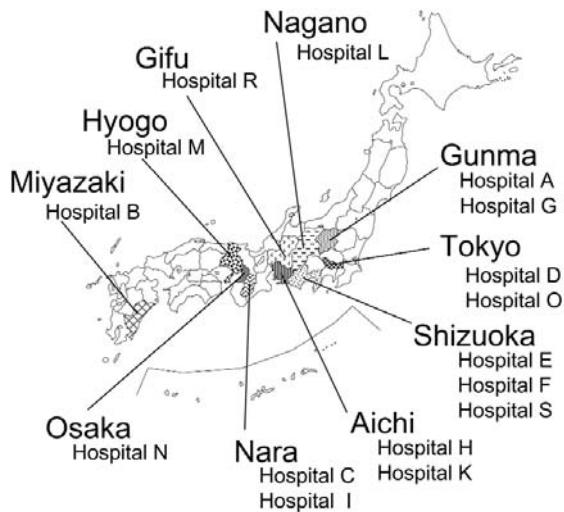 Nagano
Hospital L
Gifu
Hospital R
Hyogo
Hospital M
Miyazaki
Hospital B
Gunma
Hospital A
Hospital G
Tokyo
Hospital D
Hospital O
Shizuoka
Hospital E
Hospital F
Hospital S
Aichi
Hospital H
Hospital K
Nara
Hospital C
Hospital I
Osaka
Hospital N